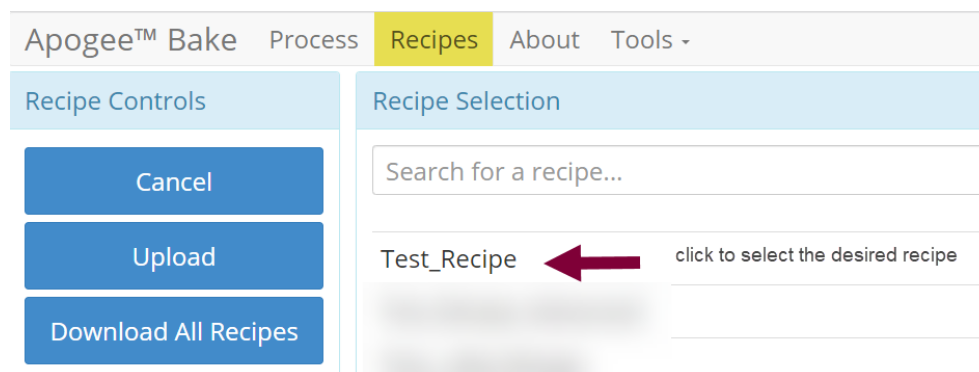 Apogee™ Bake Process Recipes About Tools
Recipe Controls
Recipe Selection
Cancel
Search for a recipe...
Upload
Test_Recipe
click to select the desired recipe
Download All Recipes